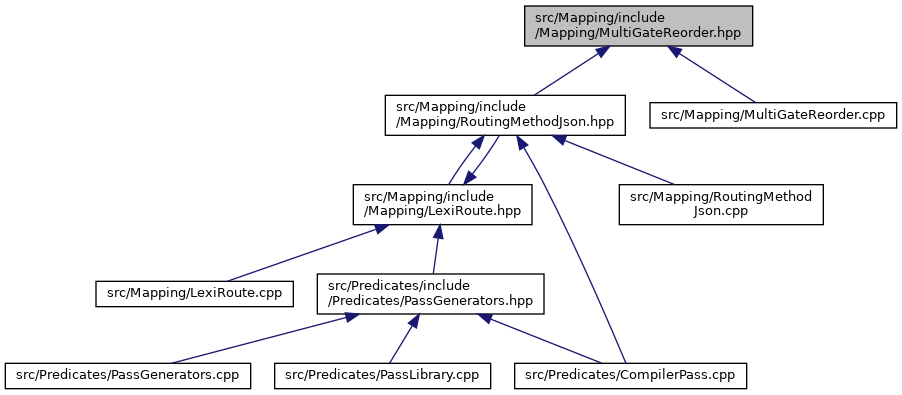 src/Mapping/include
/Mapping/MultiGateReorder.hpp
src/Mapping/include
/Mapping/RoutingMethodJson.hpp
src/Mapping/MultiGateReorder.cpp
src/Mapping/include
/Mapping/LexiRoute.hpp
src/Mapping/RoutingMethod
Json.cpp
src/Mapping/LexiRoute.cpp
src/Predicates/include
/Predicates/PassGenerators.hpp
src/Predicates/PassGenerators.cpp
src/Predicates/PassLibrary.cpp
src/Predicates/CompilerPass.cpp